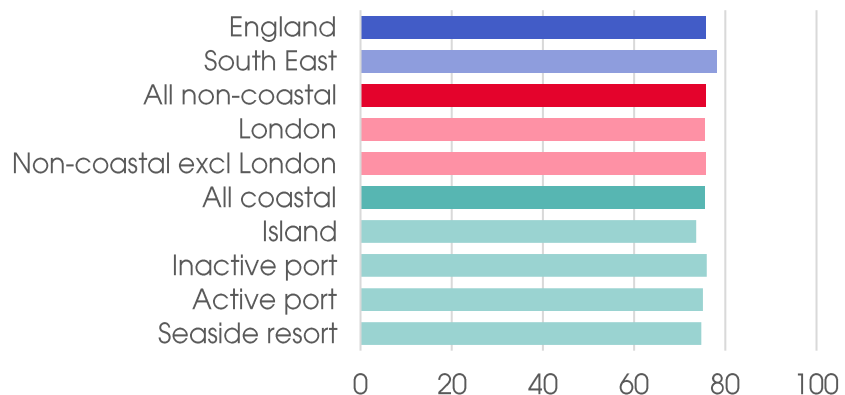 England
South East
All non-coastal
London
Non-coastal excl London
All coastal
Island
Inactive port
Active port
Seaside resort
0 20 40 60 80 100